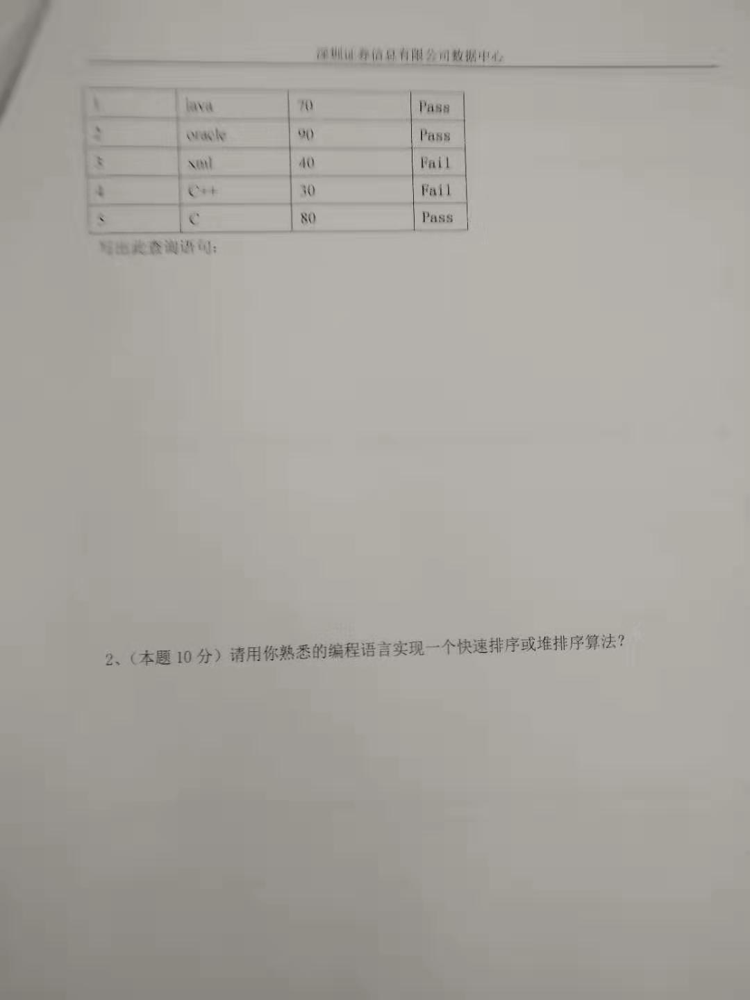 深圳证券信息有限公司数据中心
1 java 70 Pass
2 oracle 90 Pass
3 xml 40 Fail
4 C++ 30 Fail
5 C 80 Pass
写出此查询语句：
2、（本题 10 分）请用你熟悉的编程语言实现一个快速排序或堆排序算法？